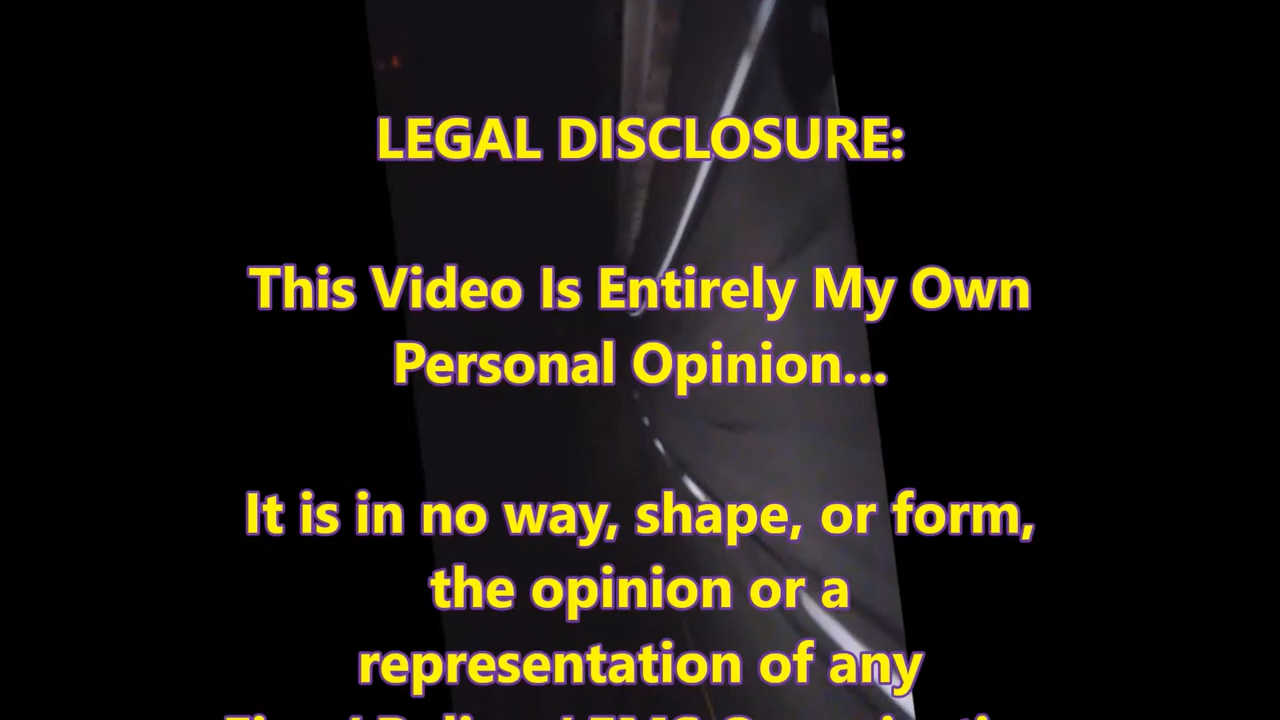 LEGAL DISCLOSURE:
This Video Is Entirely My Own
Personal Opinion...
It is in no way, shape, or form,
the opinion or a
representation of any